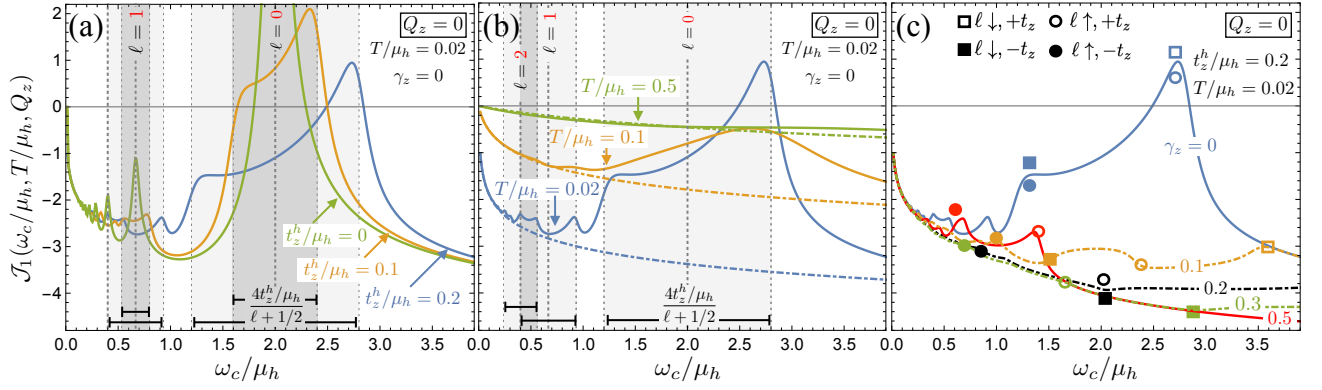 (a)
Q_z = 0
T/μ_h = 0.02
γ_z = 0
ℓ = 1
ℓ = 0
t_z^h/μ_h = 0
t_z^h/μ_h = 0.1
t_z^h/μ_h = 0.2
4t_z^h/μ_h
ℓ + 1/2
𝒥_1(ω_c/μ_h, T/μ_h, Q_z)
2
1
0
-1
-2
-3
-4
0.0 0.5 1.0 1.5 2.0 2.5 3.0 3.5
ω_c/μ_h
(b)
Q_z = 0
T/μ_h = 0.02
γ_z = 0
ℓ = 2
ℓ = 1
ℓ = 0
T/μ_h = 0.5
T/μ_h = 0.1
T/μ_h = 0.02
4t_z^h/μ_h
ℓ + 1/2
0.0 0.5 1.0 1.5 2.0 2.5 3.0 3.5
ω_c/μ_h
(c)
Q_z = 0
ℓ ↓, +t_z
ℓ ↑, +t_z
ℓ ↓, −t_z
ℓ ↑, −t_z
t_z^h/μ_h = 0.2
T/μ_h = 0.02
γ_z = 0
0.1
0.2
0.3
0.5
0.0 0.5 1.0 1.5 2.0 2.5 3.0 3.5
ω_c/μ_h